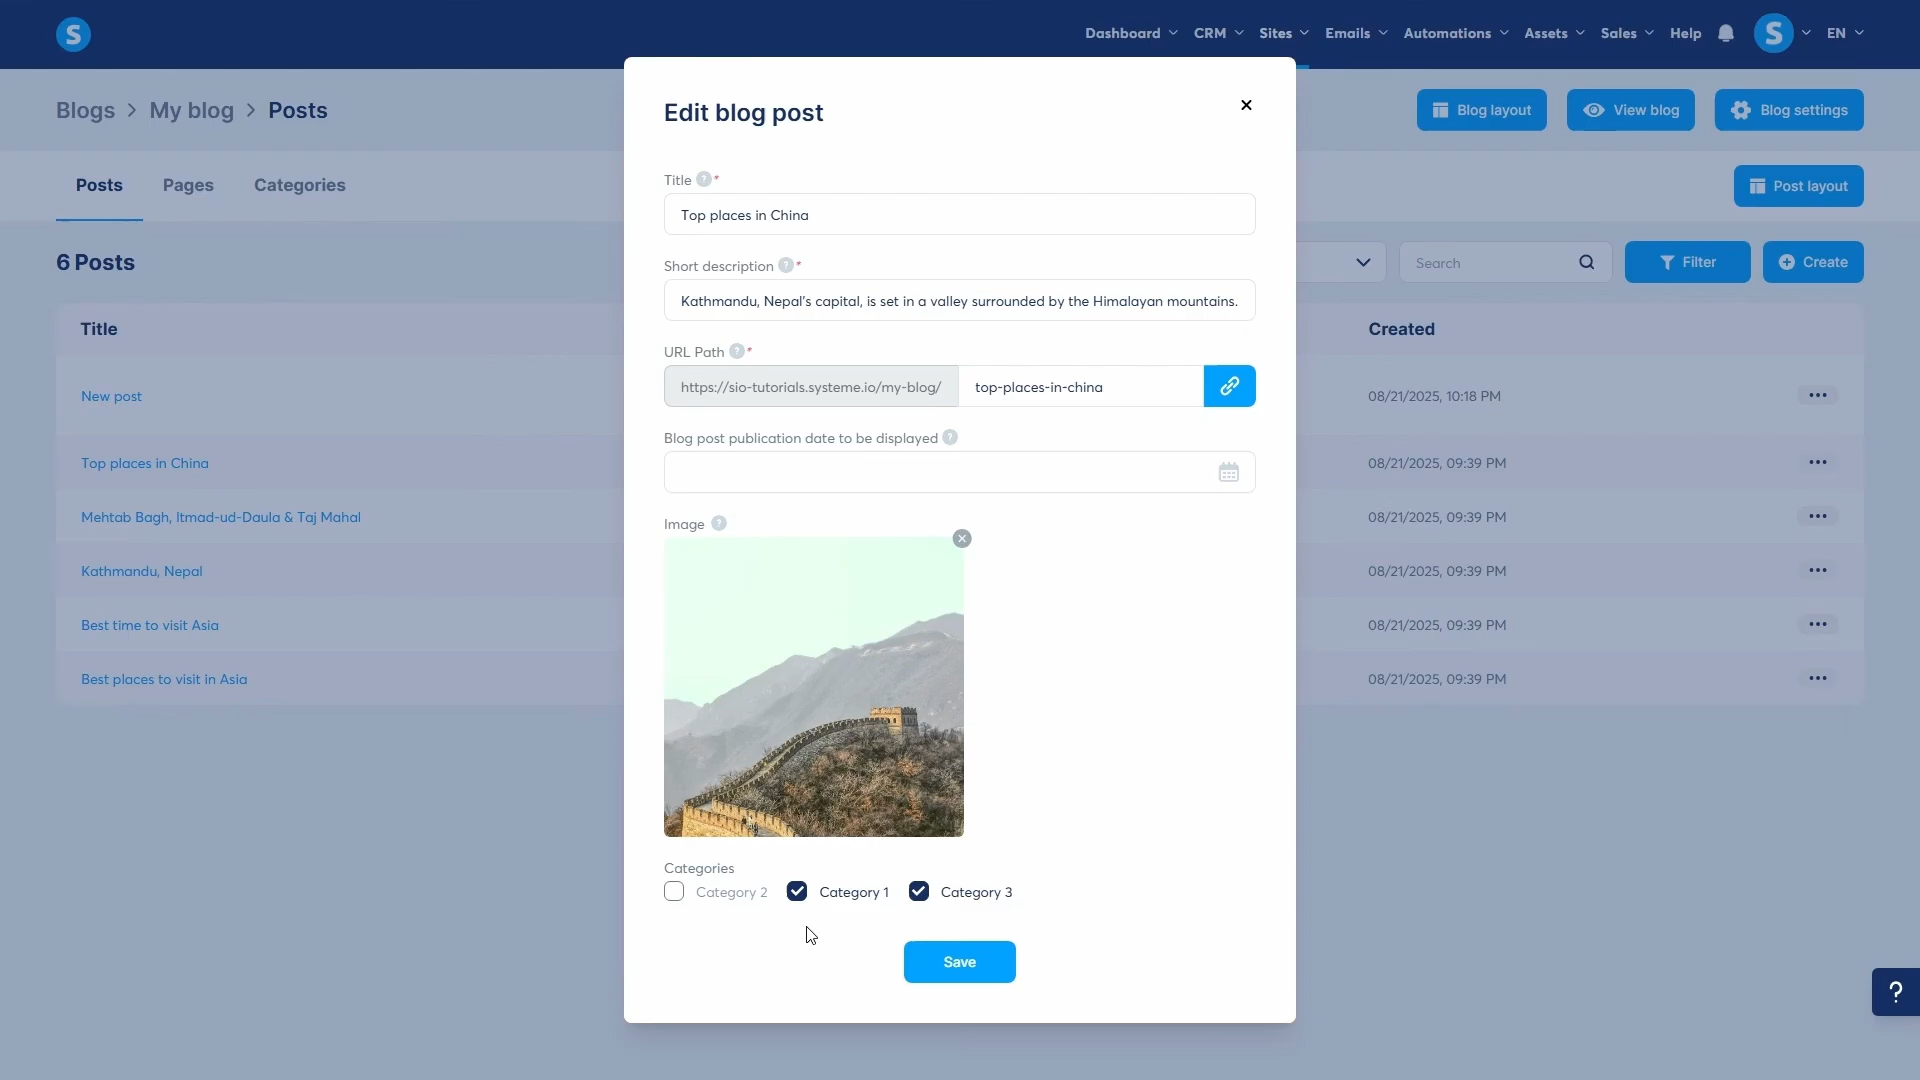 S
Dashboard CRM Sites Emails Automations Assets Sales Help S EN
Blogs > My blog > Posts
Blog layout View blog Blog settings
Posts Pages Categories
Post layout
6 Posts
Search Filter Create
Title Created
New post 08/21/2025, 10:18 PM
Top places in China 08/21/2025, 09:39 PM
Mehtab Bagh, Itmad-ud-Daula & Taj Mahal 08/21/2025, 09:39 PM
Kathmandu, Nepal 08/21/2025, 09:39 PM
Best time to visit Asia 08/21/2025, 09:39 PM
Best places to visit in Asia 08/21/2025, 09:39 PM
Edit blog post
Title ? *
Top places in China
Short description ? *
Kathmandu, Nepal's capital, is set in a valley surrounded by the Himalayan mountains.
URL Path ? *
https://sio-tutorials.systeme.io/my-blog/ top-places-in-china
Blog post publication date to be displayed ?
Image ?
Categories
Category 2 Category 1 Category 3
Save
?